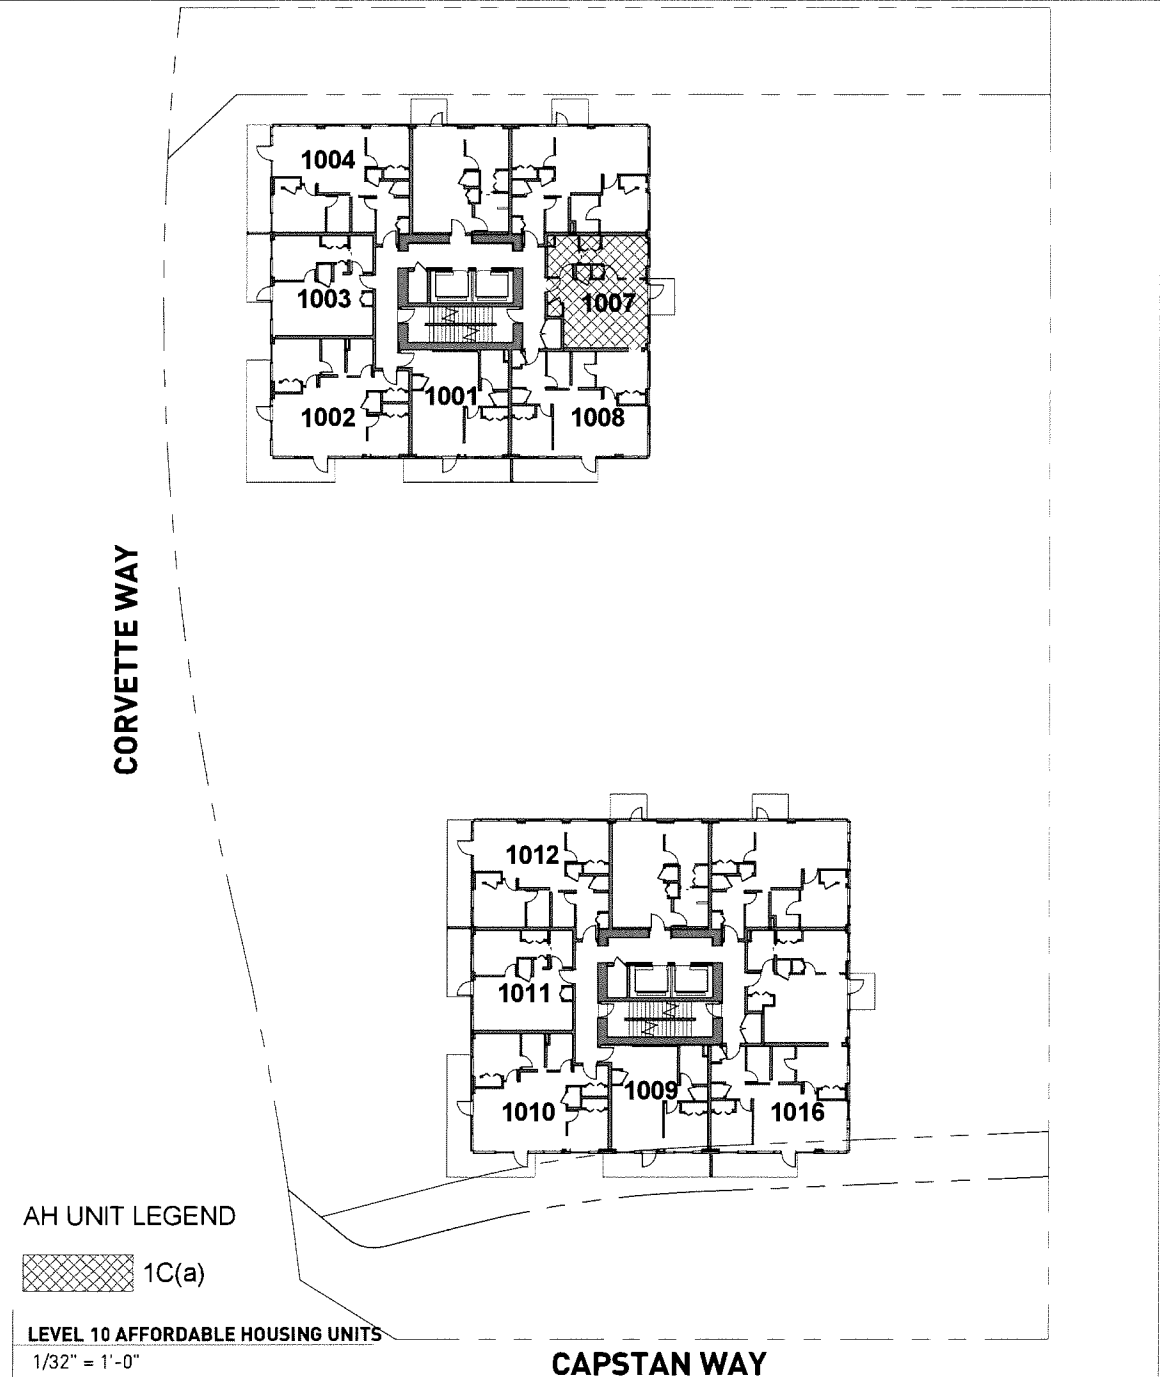 1004
1003
1007
1002
1001
1008
CORVETTE WAY
1012
1011
1009
1010
1016
AH UNIT LEGEND
1C(a)
LEVEL 10 AFFORDABLE HOUSING UNITS
1/32" = 1'-0"
CAPSTAN WAY